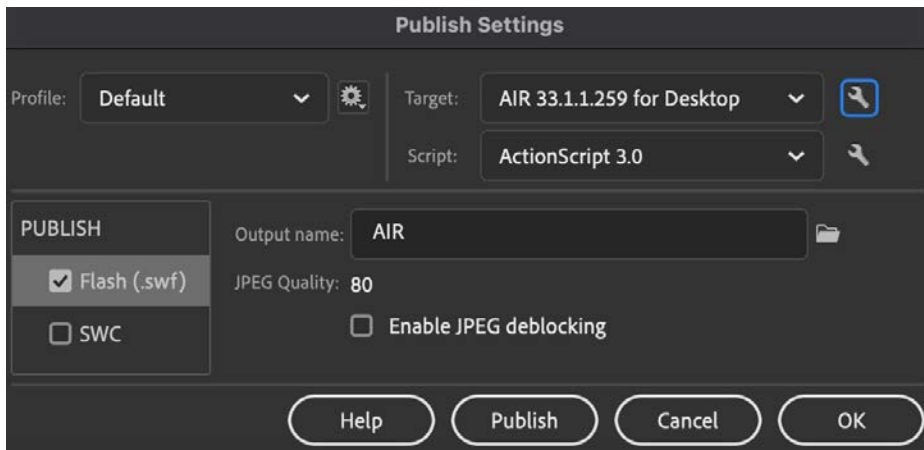 Publish Settings
Profile: Default
Target: AIR 33.1.1.259 for Desktop
Script: ActionScript 3.0
PUBLISH
Flash (.swf)
SWC
Output name: AIR
JPEG Quality: 80
Enable JPEG deblocking
Help Publish Cancel OK